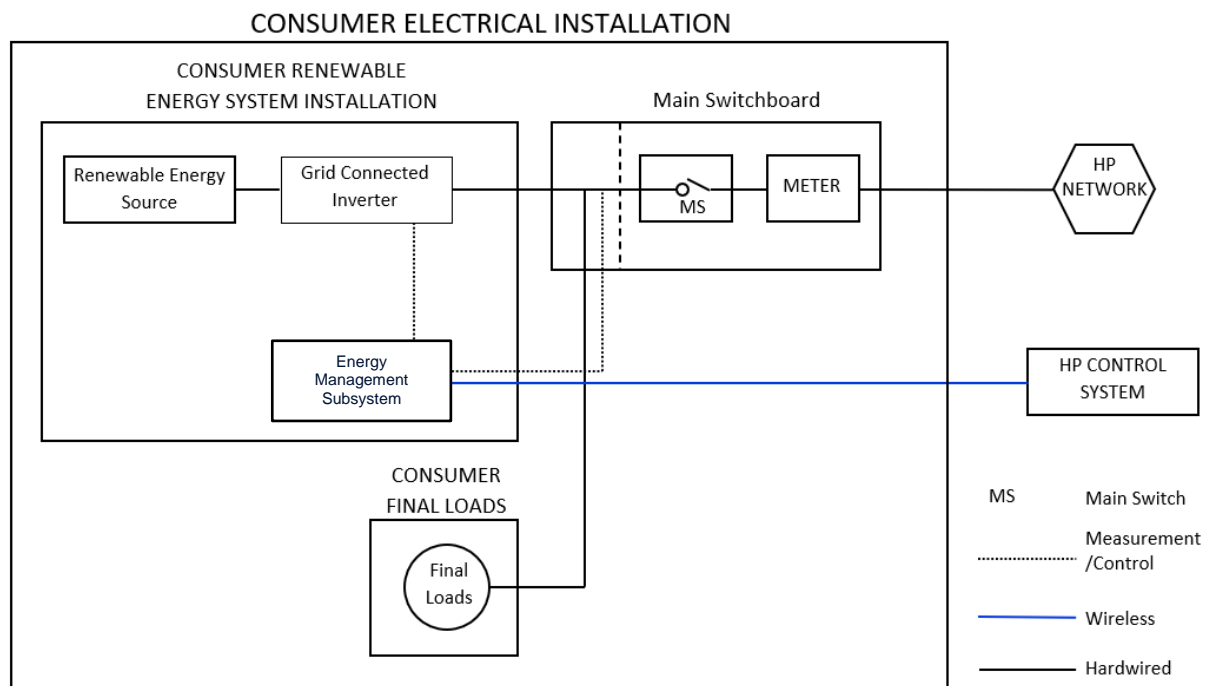 CONSUMER ELECTRICAL INSTALLATION
CONSUMER RENEWABLE
ENERGY SYSTEM INSTALLATION
Main Switchboard
Renewable Energy
Source
Grid Connected
Inverter
MS
METER
HP
NETWORK
Energy
Management
Subsystem
HP CONTROL
SYSTEM
CONSUMER
FINAL LOADS
Final
Loads
MS
Main Switch
Measurement
/Control
Wireless
Hardwired